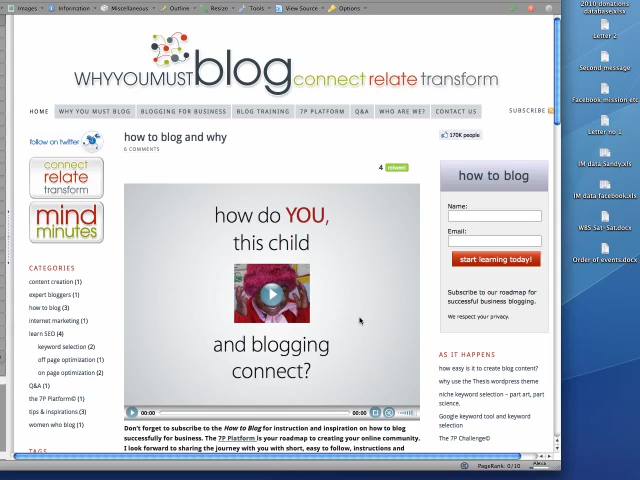 Images Information Miscellaneous Outline Resize Tools View Source Options
2010_donations
database.xlsx
Letter 2
Second message
Facebook mission etc
Letter no 1
IM data Sandy.xls
IM data facebook.xls
WBS Sat-Sat.docx
Order of events.docx
WHYYOUMUSTblog connect relate transform
HOME WHY YOU MUST BLOG BLOGGING FOR BUSINESS BLOG TRAINING 7P PLATFORM Q&A WHO ARE WE? CONTACT US SUBSCRIBE
follow on twitter
connect
relate
transform
mind
minutes
CATEGORIES
content creation (1)
expert bloggers (1)
how to blog (3)
internet marketing (1)
learn SEO (4)
keyword selection (2)
off page optimization (1)
on page optimization (2)
Q&A (1)
the 7P Platform© (1)
tips & inspirations (3)
women who blog (1)
TAGS
how to blog and why
6 COMMENTS
4 retweet
how do YOU,
this child
and blogging
connect?
00:00 00:00
Don't forget to subscribe to the How to Blog for instruction and inspiration on how to blog
successfully for business. The 7P Platform is your roadmap to creating your online community.
I look forward to sharing the journey with you with short, easy to follow, instructions and
170K people
how to blog
Name:
Email:
start learning today!
Subscribe to our roadmap for
successful business blogging.
We respect your privacy.
AS IT HAPPENS
how easy is it to create blog content?
why use the Thesis wordpress theme
niche keyword selection – part art, part
science.
Google keyword tool and keyword
selection
The 7P Challenge©
PageRank: 0/10 Alexa